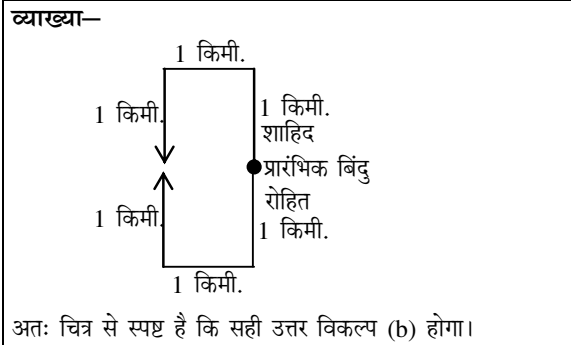 व्याख्या–
1 किमी.
1 किमी.
1 किमी.
शाहिद
प्रारंभिक बिंदु
रोहित
1 किमी.
1 किमी.
1 किमी.
अतः चित्र से स्पष्ट है कि सही उत्तर विकल्प (b) होगा।